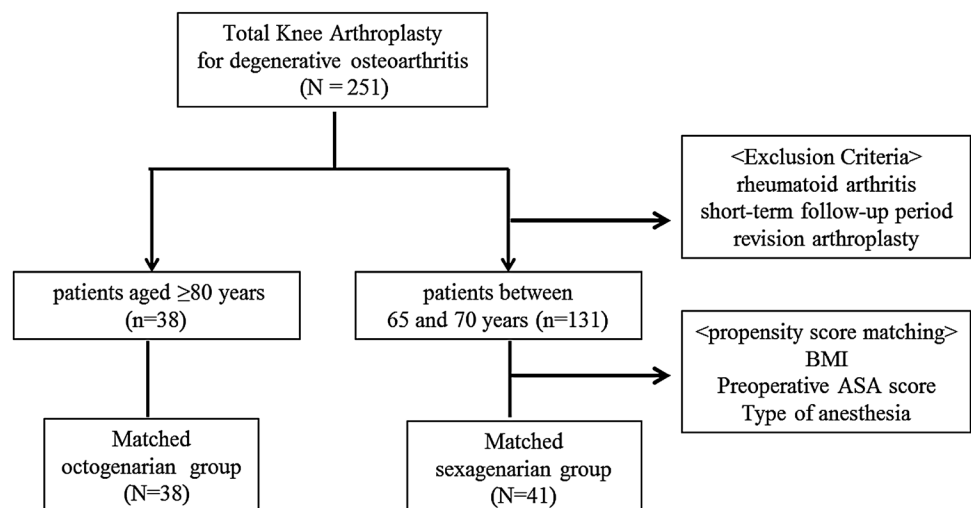 Total Knee Arthroplasty
for degenerative osteoarthritis
(N = 251)
<Exclusion Criteria>
rheumatoid arthritis
short-term follow-up period
revision arthroplasty
patients aged ≥80 years
(n=38)
patients between
65 and 70 years (n=131)
<propensity score matching>
BMI
Preoperative ASA score
Type of anesthesia
Matched
octogenarian group
(N=38)
Matched
sexagenarian group
(N=41)